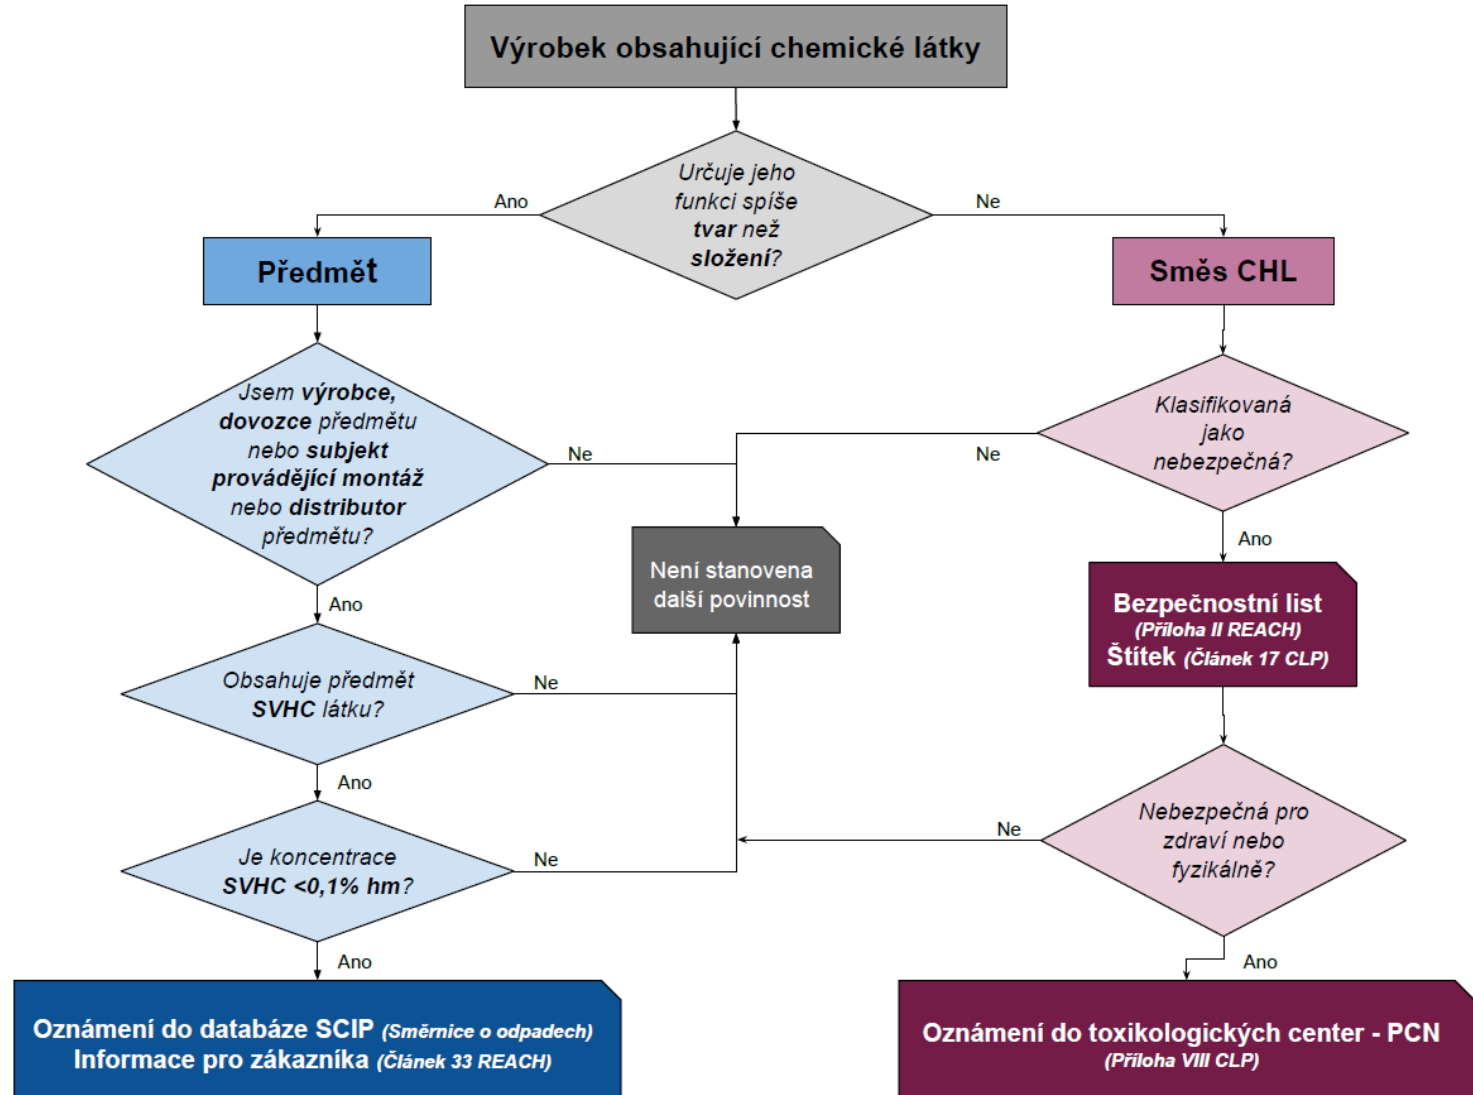 Výrobek obsahující chemické látky
Určuje jeho
funkci spíše
tvar než
složení?
Ano
Ne
Předmět
Směs CHL
Jsem výrobce,
dovozce předmětu
nebo subjekt
provádějící montáž
nebo distributor
předmětu?
Ne
Ne
Klasifikovaná
jako
nebezpečná?
Ano
Ano
Není stanovena
další povinnost
Bezpečnostní list
(Příloha II REACH)
Štítek (Článek 17 CLP)
Obsahuje předmět
SVHC látku?
Ne
Ano
Je koncentrace
SVHC <0,1% hm?
Ne
Ano
Nebezpečná pro
zdraví nebo
fyzikálně?
Ne
Ano
Oznámení do databáze SCIP (Směrnice o odpadech)
Informace pro zákazníka (Článek 33 REACH)
Oznámení do toxikologických center - PCN
(Příloha VIII CLP)